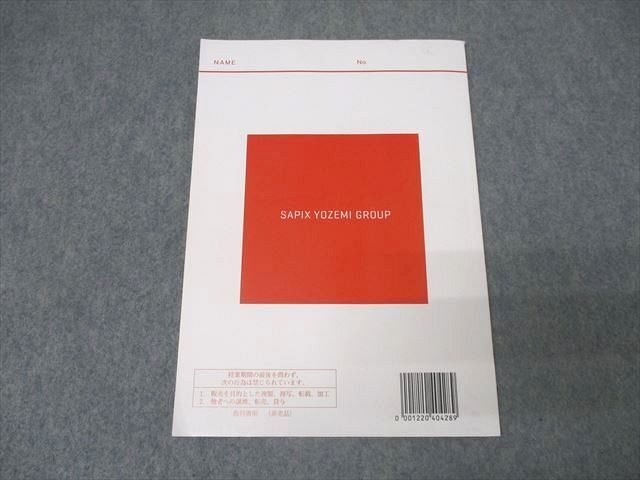 NAME
No.
SAPIX YOZEMI GROUP
授業期間の前後を問わず、
次の行為は禁じられています。
1. 販売を目的とした複製、複写、転載、加工
2. 他者への譲渡、転売、貸与
(非売品)
0 001220 404289